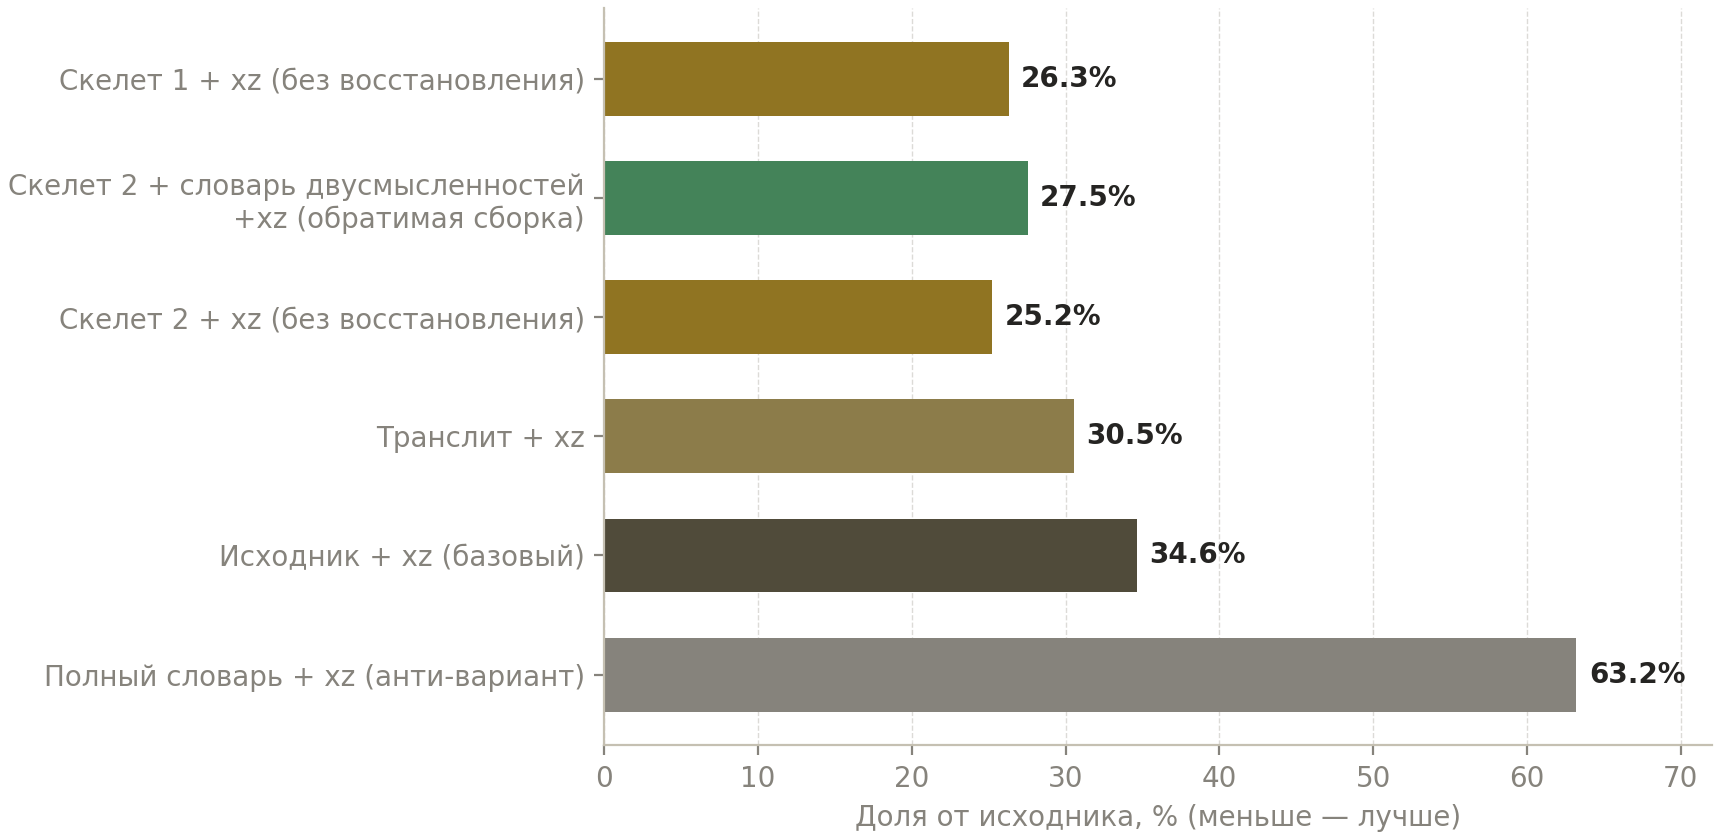 Скелет 1 + xz (без восстановления)
26.3%
Скелет 2 + словарь двусмысленностей
+xz (обратимая сборка)
27.5%
Скелет 2 + xz (без восстановления)
25.2%
Транслит + xz
30.5%
Исходник + xz (базовый)
34.6%
Полный словарь + xz (анти-вариант)
63.2%
0 10 20 30 40 50 60 70
Доля от исходника, % (меньше — лучше)